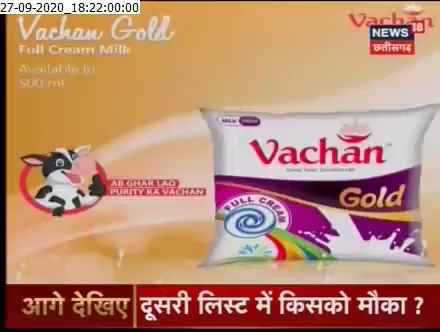 27-09-2020_18:22:00:00
Vachan Gold
Full Cream Milk
Available in
500 ml
Vachan
NEWS 18
छत्तीसगढ़
MILK
Vachan
Gold
FULL CREAM
AB GHAR LAO
PURITY KA VACHAN
आगे देखिए दूसरी लिस्ट में किसको मौका ?